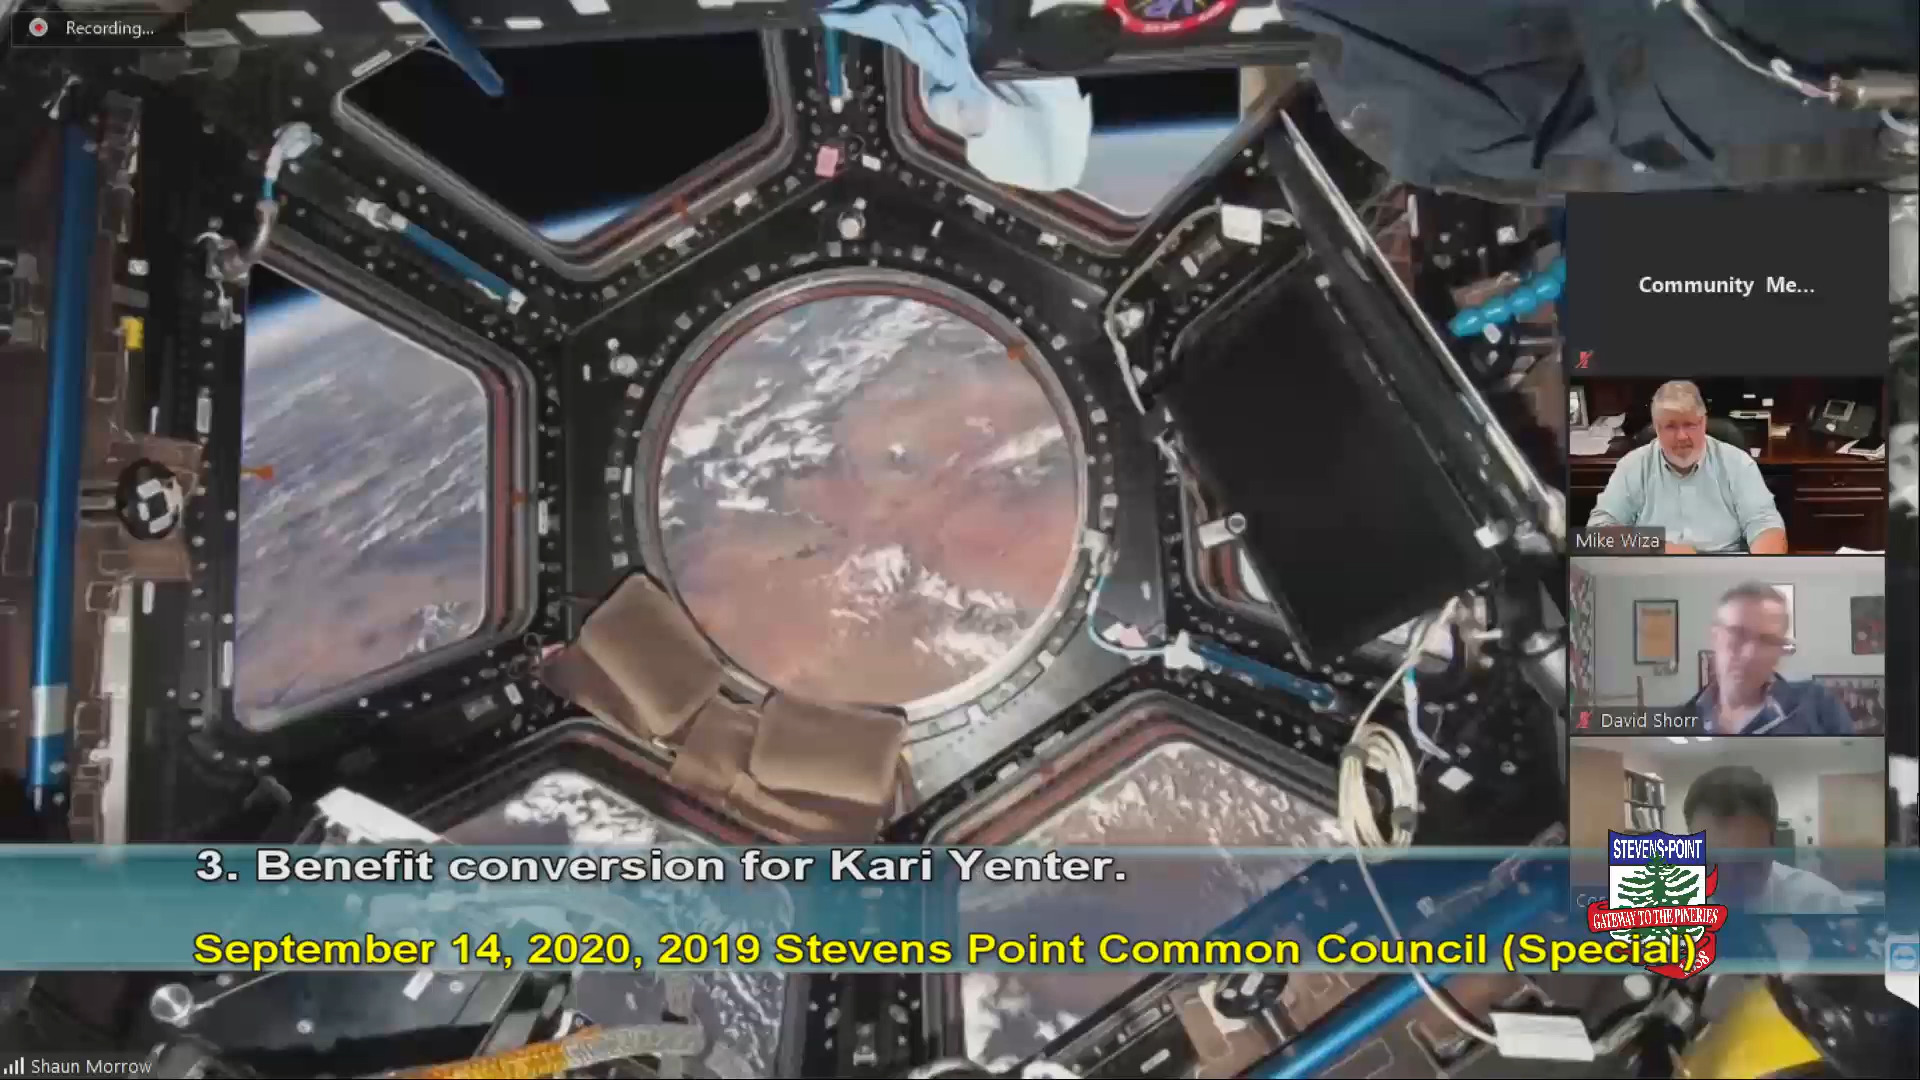 Recording...
Community Me...
Mike Wiza
David Shorr
3. Benefit conversion for Kari Yenter.
STEVENS·POINT
GATEWAY TO THE PINERIES
September 14, 2020, 2019 Stevens Point Common Council (Special)
Shaun Morrow